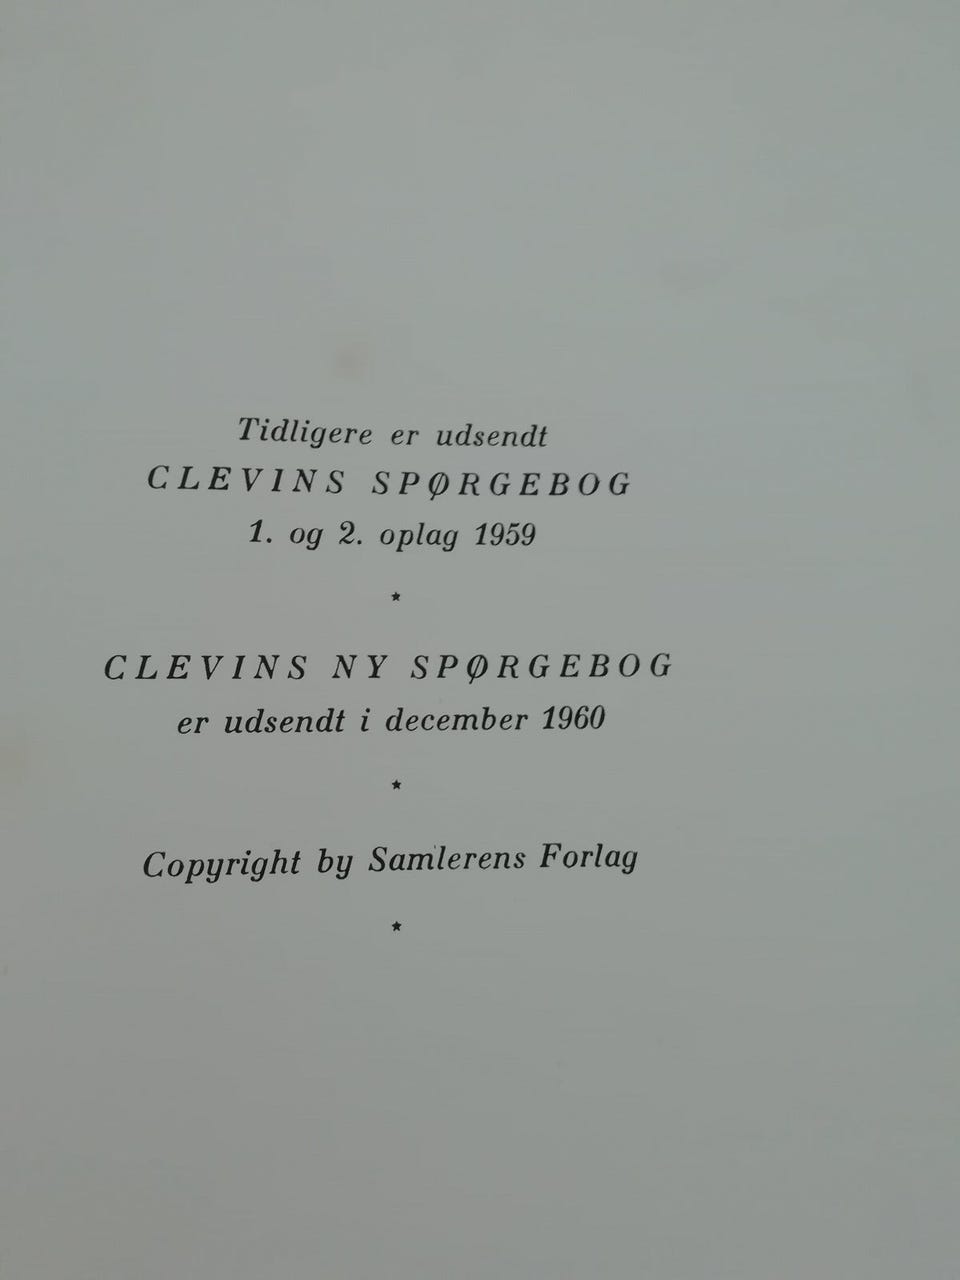 Tidligere er udsendt
CLEVINS SPØRGEBOG
1. og 2. oplag 1959
*
CLEVINS NY SPØRGEBOG
er udsendt i december 1960
*
Copyright by Samlerens Forlag
*